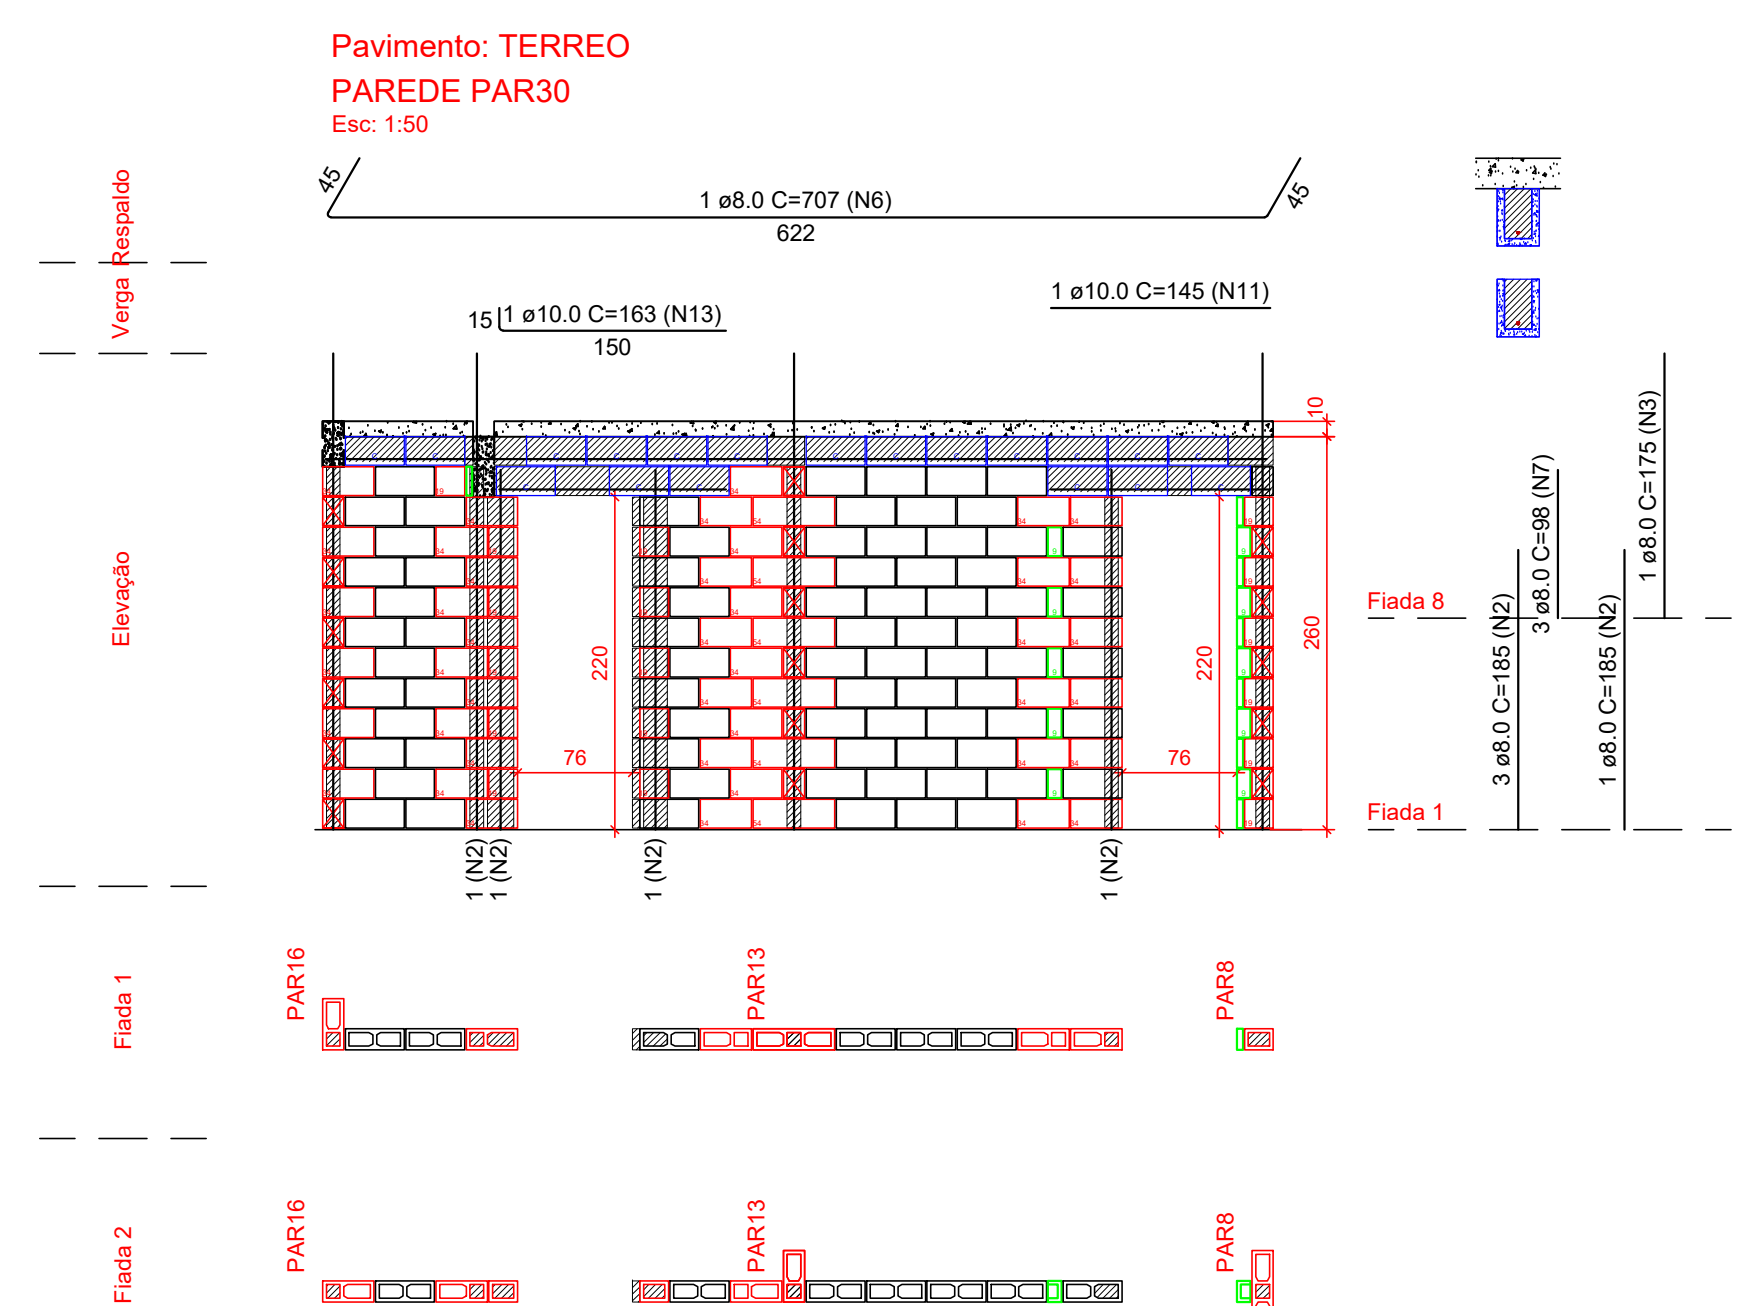 Pavimento: TERREO
PAREDE PAR30
Esc: 1:50
Respaldo
45
1 ø8.0 C=707 (N6)
622
45
Verga
15
1 ø10.0 C=163 (N13)
150
1 ø10.0 C=145 (N11)
Elevação
10
260
220
220
76
76
1 (N2)
1 (N2)
1 (N2)
1 (N2)
Fiada 8
Fiada 1
3 ø8.0 C=185 (N2)
3 ø8.0 C=98 (N7)
1 ø8.0 C=185 (N2)
1 ø8.0 C=175 (N3)
Fiada 1
PAR16
PAR13
PAR8
Fiada 2
PAR16
PAR13
PAR8